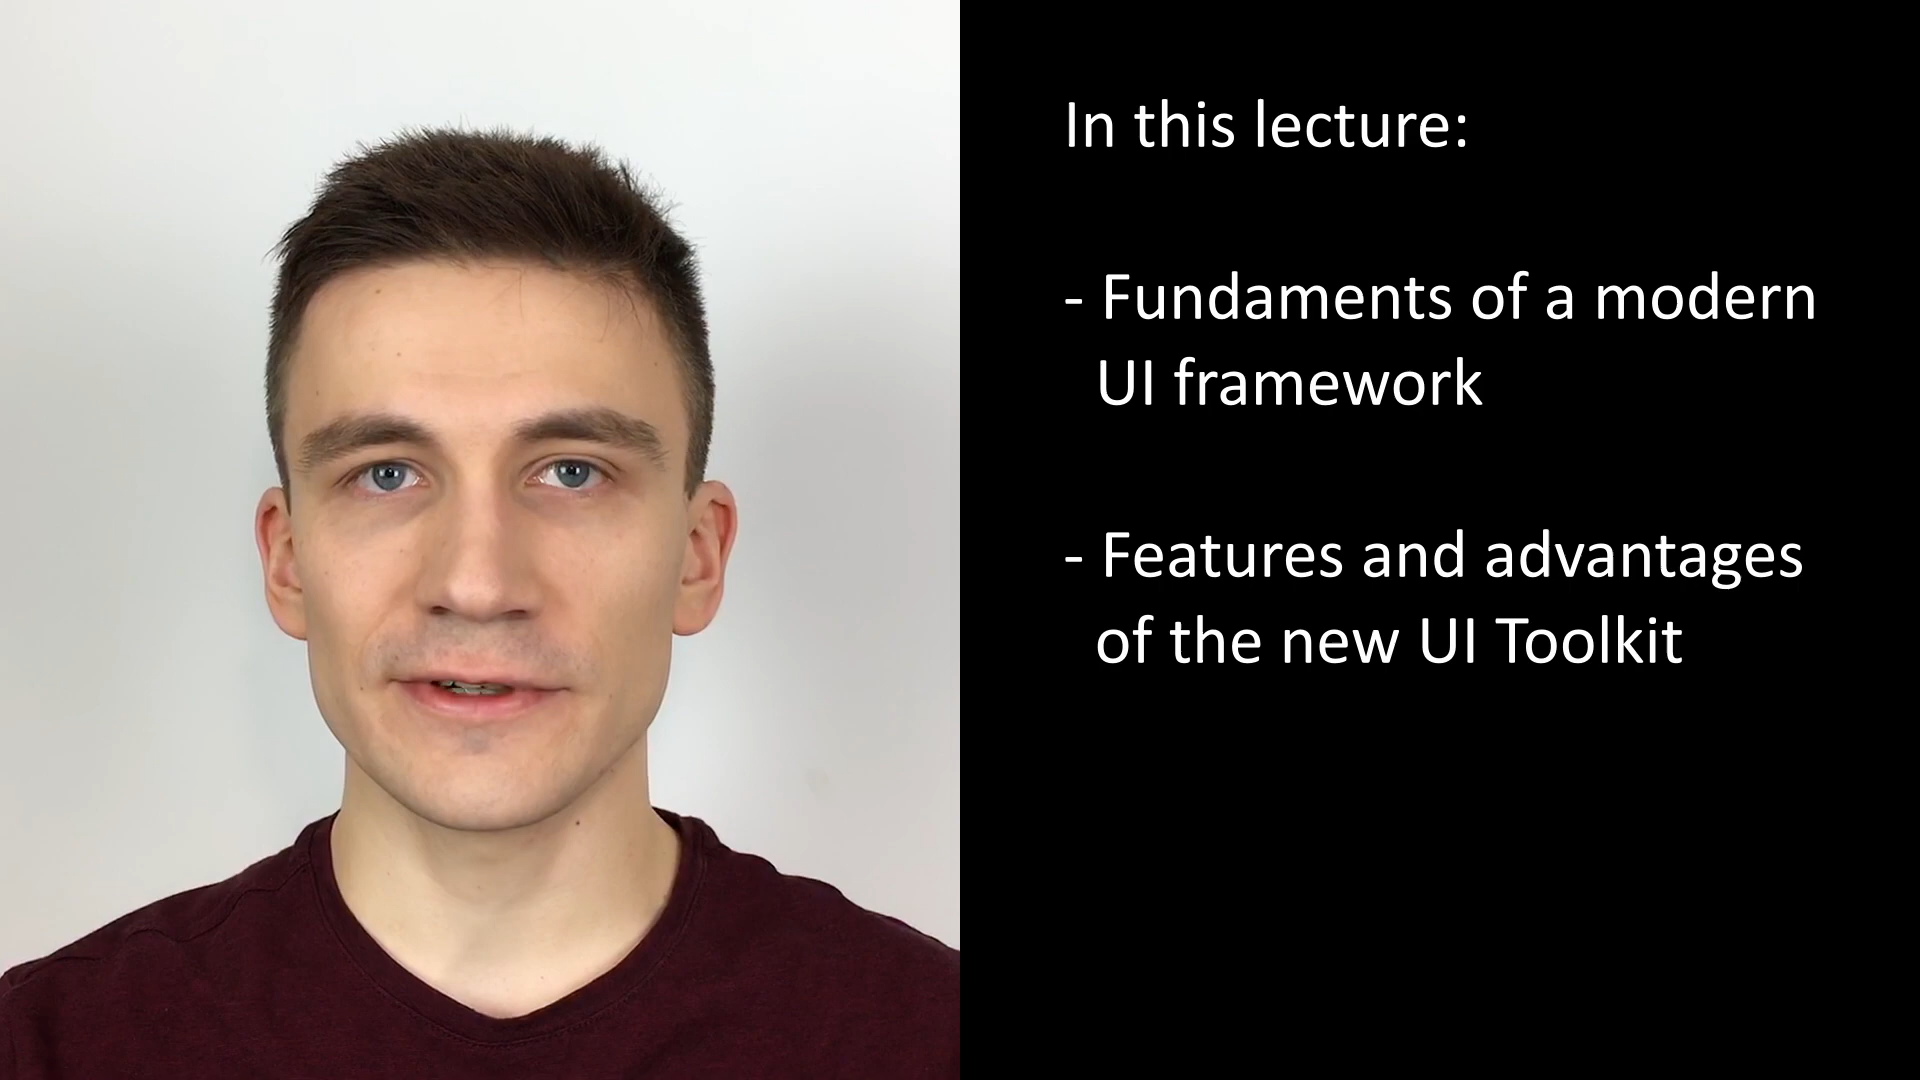 In this lecture:
- Fundaments of a modern
UI framework
- Features and advantages
of the new UI Toolkit